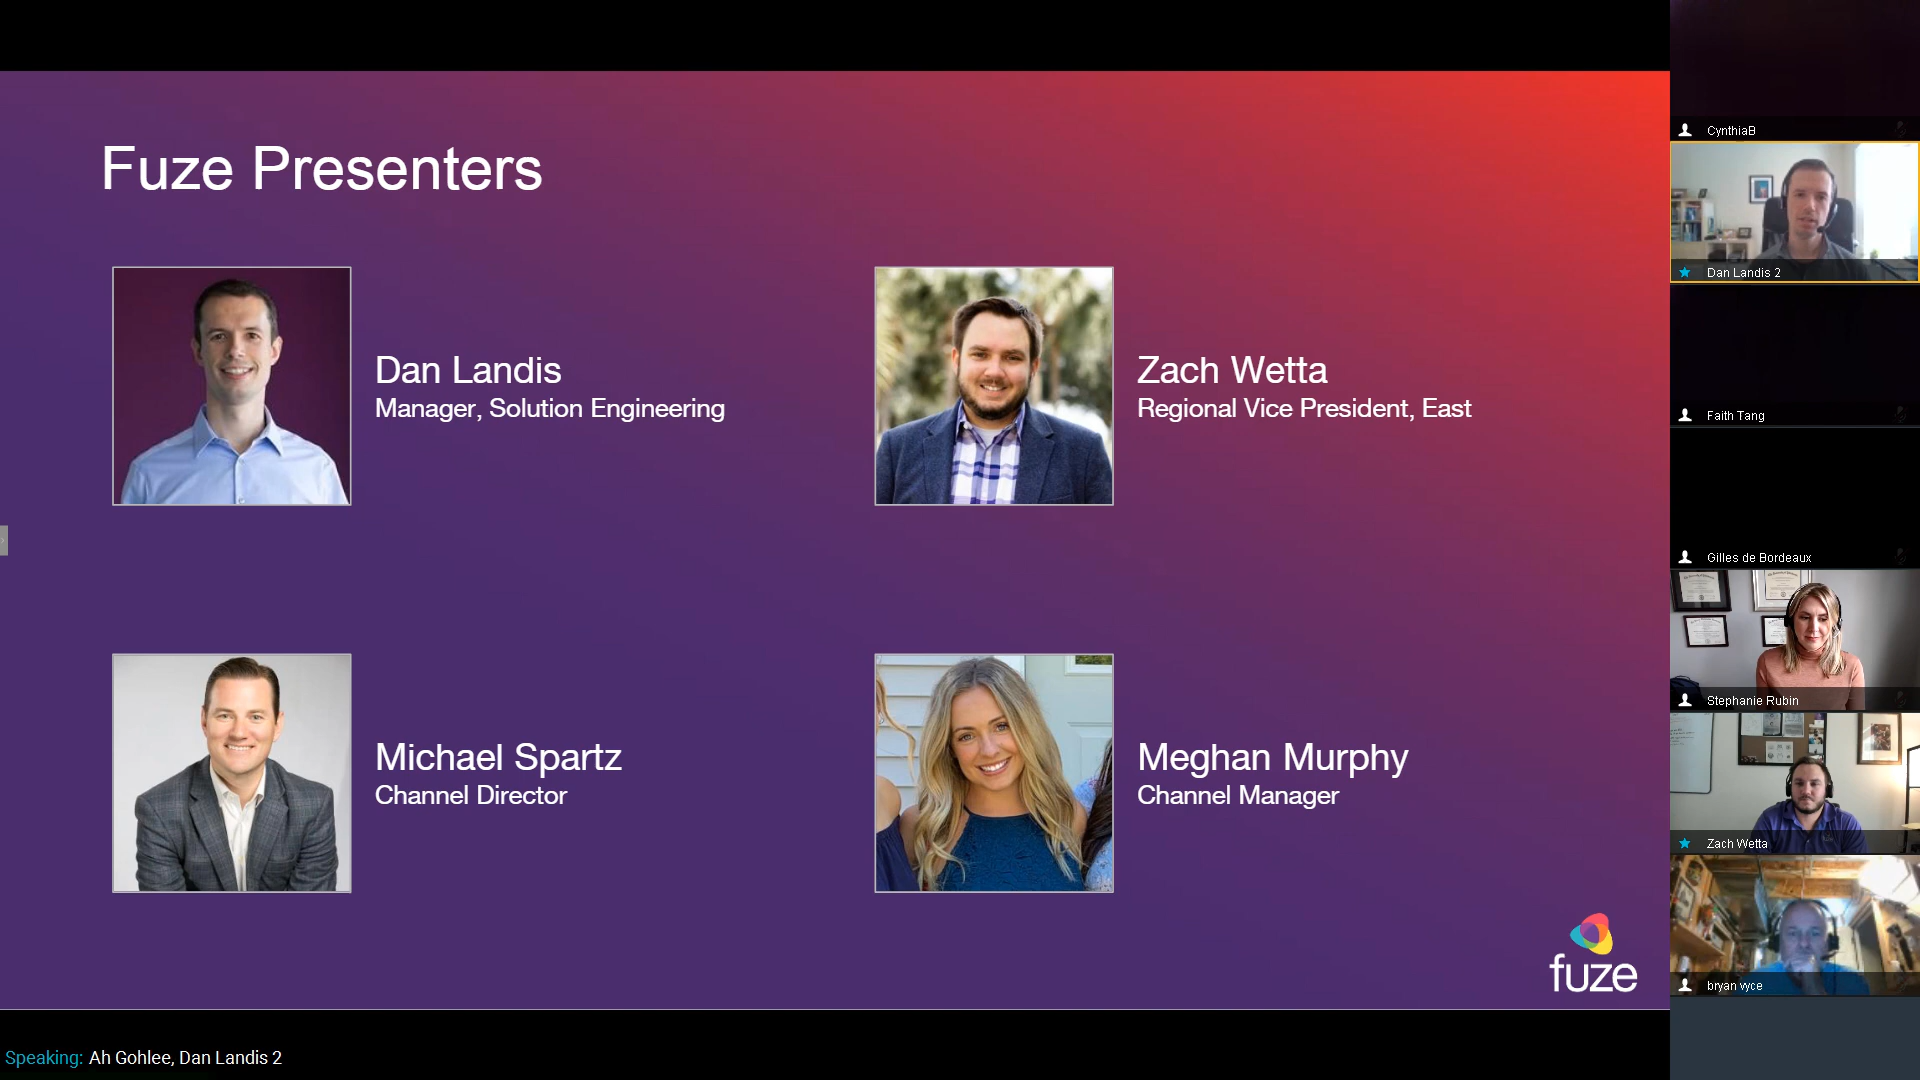 Fuze Presenters
Dan Landis
Manager, Solution Engineering
Zach Wetta
Regional Vice President, East
Michael Spartz
Channel Director
Meghan Murphy
Channel Manager
fuze
CynthiaB
Dan Landis 2
Faith Tang
Gilles de Bordeaux
Stephanie Rubin
Zach Wetta
bryan vyce
Speaking: Ah Gohlee, Dan Landis 2